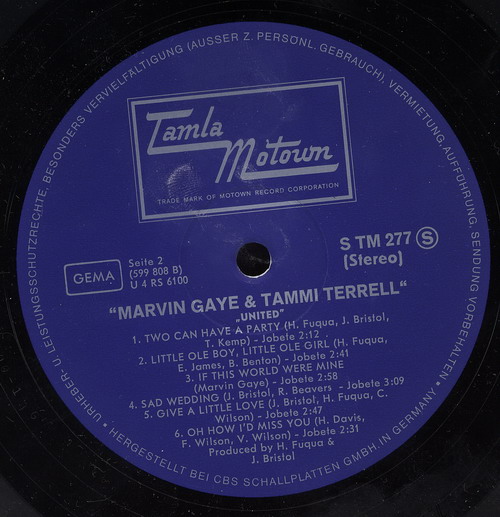 URHEBER- U. LEISTUNGSSCHUTZRECHTE, BESONDERS VERVIELFÄLTIGUNG (AUSSER Z. PERSÖNL. GEBRAUCH), VERMIETUNG, AUFFÜHRUNG, SENDUNG VORBEHALTEN •
Tamla
Motown
TRADE MARK OF MOTOWN RECORD CORPORATION
GEMA
Seite 2
(599 808 B)
U 4 RS 6100
S TM 277 S
(Stereo)
"MARVIN GAYE & TAMMI TERRELL"
„UNITED"
1. TWO CAN HAVE A PARTY (H. Fuqua, J. Bristol,
T. Kemp) - Jobete 2:12
2. LITTLE OLE BOY, LITTLE OLE GIRL (H. Fuqua,
E. James, B. Benton) - Jobete 2:41
3. IF THIS WORLD WERE MINE
(Marvin Gaye) - Jobete 2:58
4. SAD WEDDING (J. Bristol, R. Beavers - Jobete 3:09
5. GIVE A LITTLE LOVE (J. Bristol, H. Fuqua, C.
Wilson) - Jobete 2:47
6. OH HOW I'D MISS YOU (H. Davis,
F. Wilson, V. Wilson) - Jobete 2:31
Produced by H. Fuqua &
J. Bristol
HERGESTELLT BEI CBS SCHALLPLATTEN GMBH IN GERMANY •